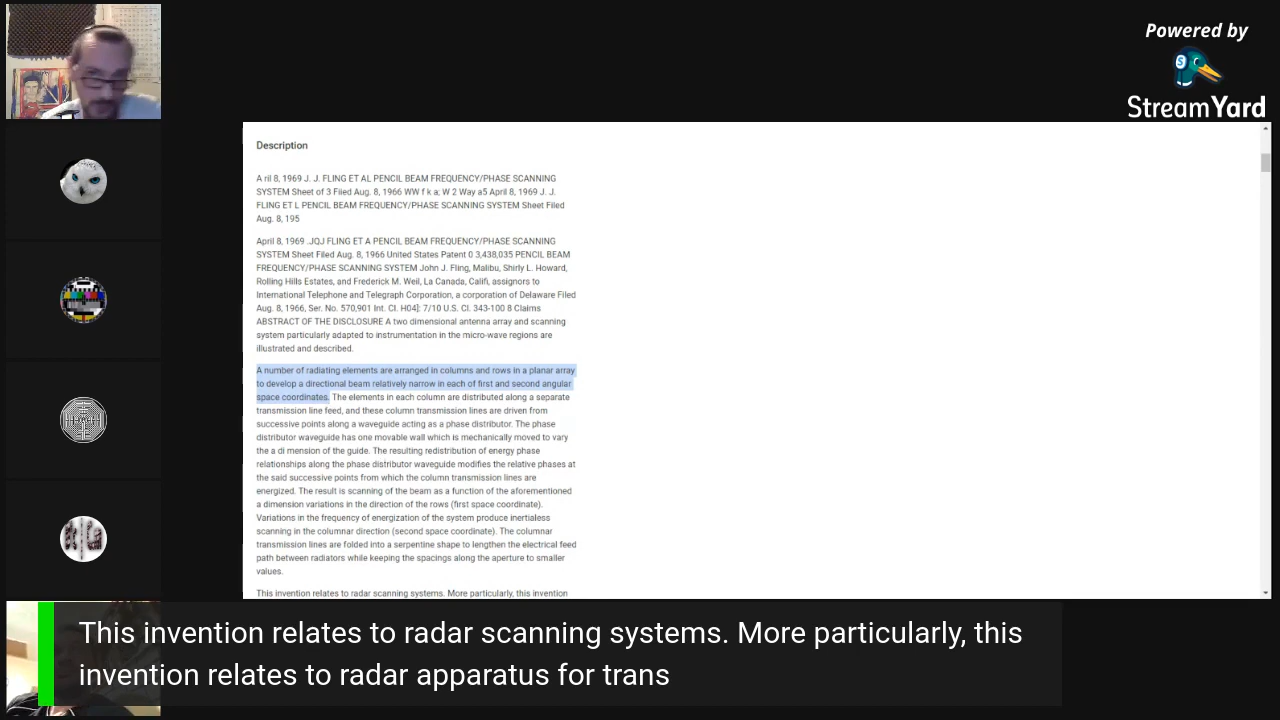 Powered by
StreamYard
Description
A ril 8, 1969 J. J. FLING ET AL PENCIL BEAM FREQUENCY/PHASE SCANNING
SYSTEM Sheet of 3 Filed Aug. 8, 1966 WW f k a; W 2 Way a5 April 8, 1969 J. J.
FLING ET L PENCIL BEAM FREQUENCY/PHASE SCANNING SYSTEM Sheet Filed
Aug. 8, 195
April 8, 1969 .JQJ FLING ET A PENCIL BEAM FREQUENCY/PHASE SCANNING
SYSTEM Sheet Filed Aug. 8, 1966 United States Patent 0 3,438,035 PENCIL BEAM
FREQUENCY/PHASE SCANNING SYSTEM John J. Fling, Malibu, Shirly L. Howard,
Rolling Hills Estates, and Frederick M. Weil, La Canada, Califi, assignors to
International Telephone and Telegraph Corporation, a corporation of Delaware Filed
Aug. 8, 1966, Ser. No. 570,901 Int. Cl. H04]: 7/10 U.S. Cl. 343-100 8 Claims
ABSTRACT OF THE DISCLOSURE A two dimensional antenna array and scanning
system particularly adapted to instrumentation in the micro-wave regions are
illustrated and described.
A number of radiating elements are arranged in columns and rows in a planar array
to develop a directional beam relatively narrow in each of first and second angular
space coordinates. The elements in each column are distributed along a separate
transmission line feed, and these column transmission lines are driven from
successive points along a waveguide acting as a phase distributor. The phase
distributor waveguide has one movable wall which is mechanically moved to vary
the a di mension of the guide. The resulting redistribution of energy phase
relationships along the phase distributor waveguide modifies the relative phases at
the said successive points from which the column transmission lines are
energized. The result is scanning of the beam as a function of the aforementioned
a dimension variations in the direction of the rows (first space coordinate).
Variations in the frequency of energization of the system produce inertialess
scanning in the columnar direction (second space coordinate). The columnar
transmission lines are folded into a serpentine shape to lengthen the electrical feed
path between radiators while keeping the spacings along the aperture to smaller
values.
This invention relates to radar scanning systems. More particularly, this invention
This invention relates to radar scanning systems. More particularly, this
invention relates to radar apparatus for trans